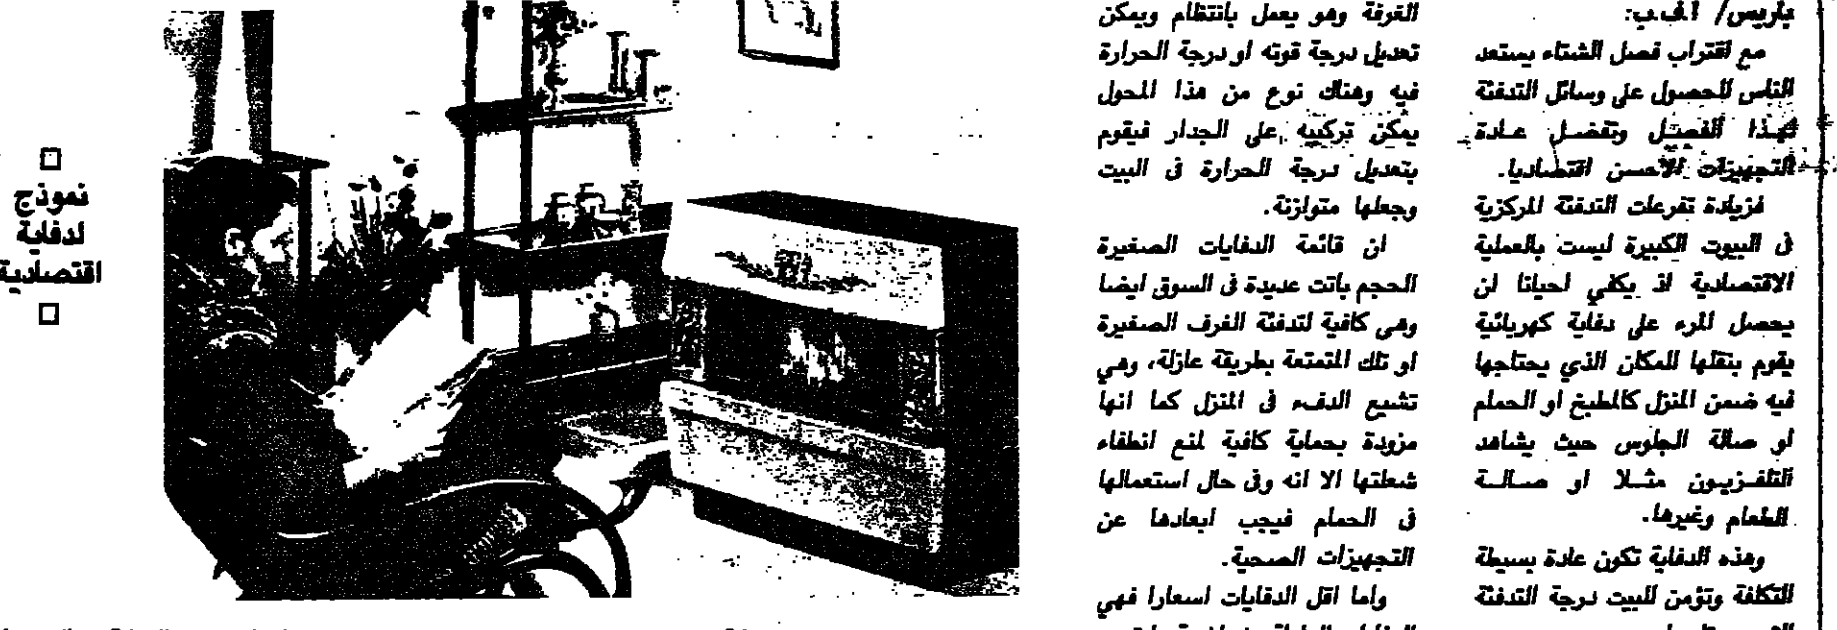 باريس/ ا.ف.ب:
مع اقتراب فصل الشتاء يستعد
الناس للحصول على وسائل التدفئة
لهذا الفصل وتفضل عادة
التجهيزات الاحسن اقتصاديا.
فزيادة تفرعات التدفئة المركزية
في البيوت الكبيرة ليست بالعملية
الاقتصادية اذ يكفي احيانا ان
يحصل المرء على دفاية كهربائية
يقوم بنقلها للمكان الذي يحتاجها
فيه ضمن المنزل كالمطبخ او الحمام
او صالة الجلوس حيث يشاهد
التلفزيون مثلا او صالة
الطعام وغيرها.
وهذه الدفاية تكون عادة بسيطة
التكلفة وتؤمن للبيت درجة التدفئة
الغرفة وهو يعمل بانتظام ويمكن
تعديل درجة قوته او درجة الحرارة
فيه وهناك نوع من هذا المحول
يمكن تركيبه على الجدار فيقوم
بتعديل درجة الحرارة في البيت
وجعلها متوازنة.
ان قائمة الدفايات الصغيرة
الحجم باتت عديدة في السوق ايضا
وهي كافية لتدفئة الغرف الصغيرة
او تلك المتمتعة بطريقة عازلة، وهي
تشيع الدفء في المنزل كما انها
مزودة بحماية كافية لمنع انطفاء
شعلتها الا انه وفي حال استعمالها
في الحمام فيجب ابعادها عن
التجهيزات الصحية.
واما اقل الدفايات اسعارا فهي
نموذج
لدفاية
اقتصادية